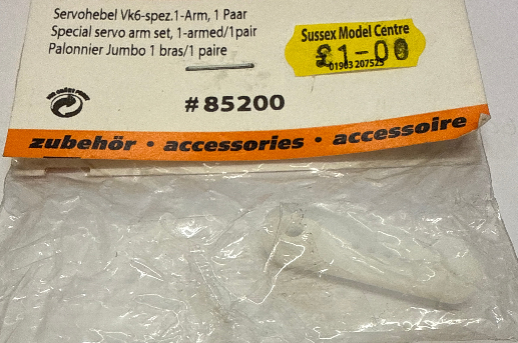 Servohebel Vk6-spez.1-Arm, 1 Paar
Special servo arm set, 1-armed/1pair
Palonnier Jumbo 1 bras/1 paire
Sussex Model Centre
£1-00
01903 207525
#85200
zubehör • accessories • accessoire